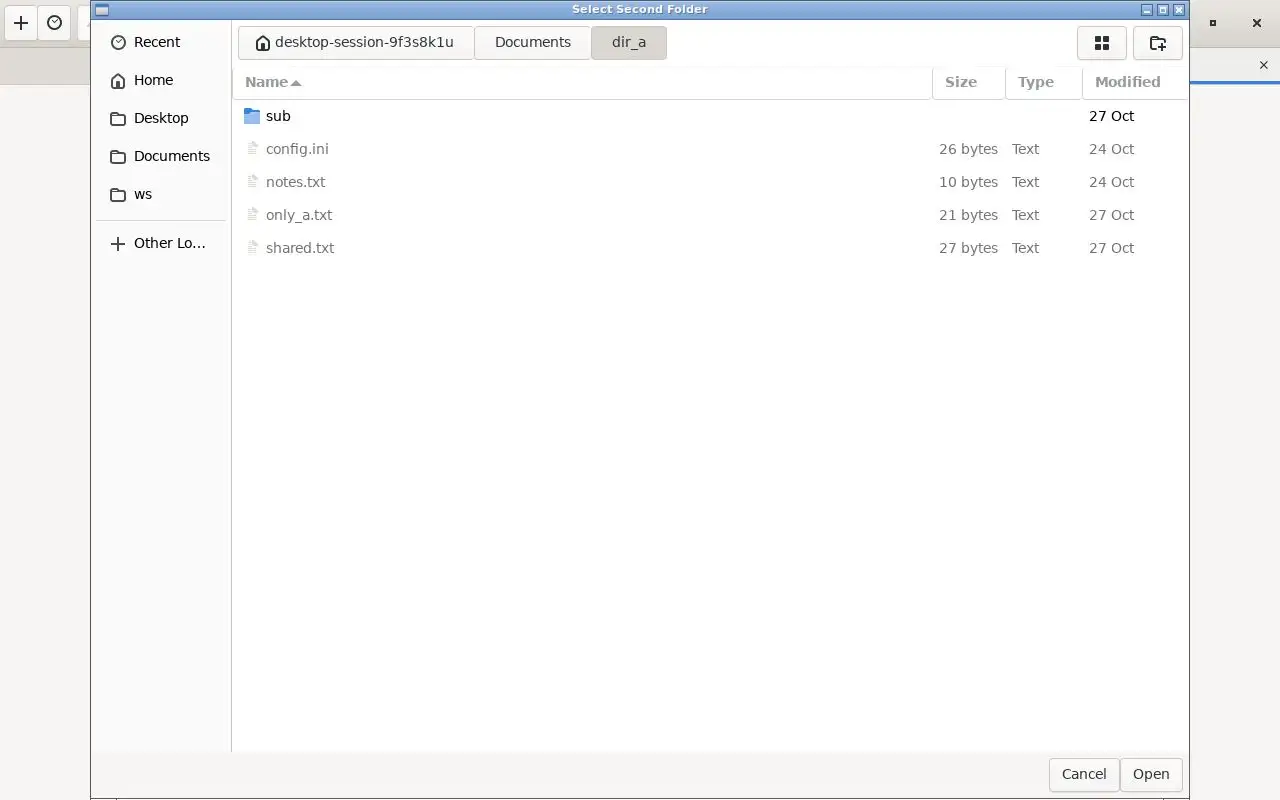 Select Second Folder
Recent
Home
Desktop
Documents
ws
Other Lo...
desktop-session-9f3s8k1u Documents dir_a
Name Size Type Modified
sub 27 Oct
config.ini 26 bytes Text 24 Oct
notes.txt 10 bytes Text 24 Oct
only_a.txt 21 bytes Text 27 Oct
shared.txt 27 bytes Text 27 Oct
Cancel Open